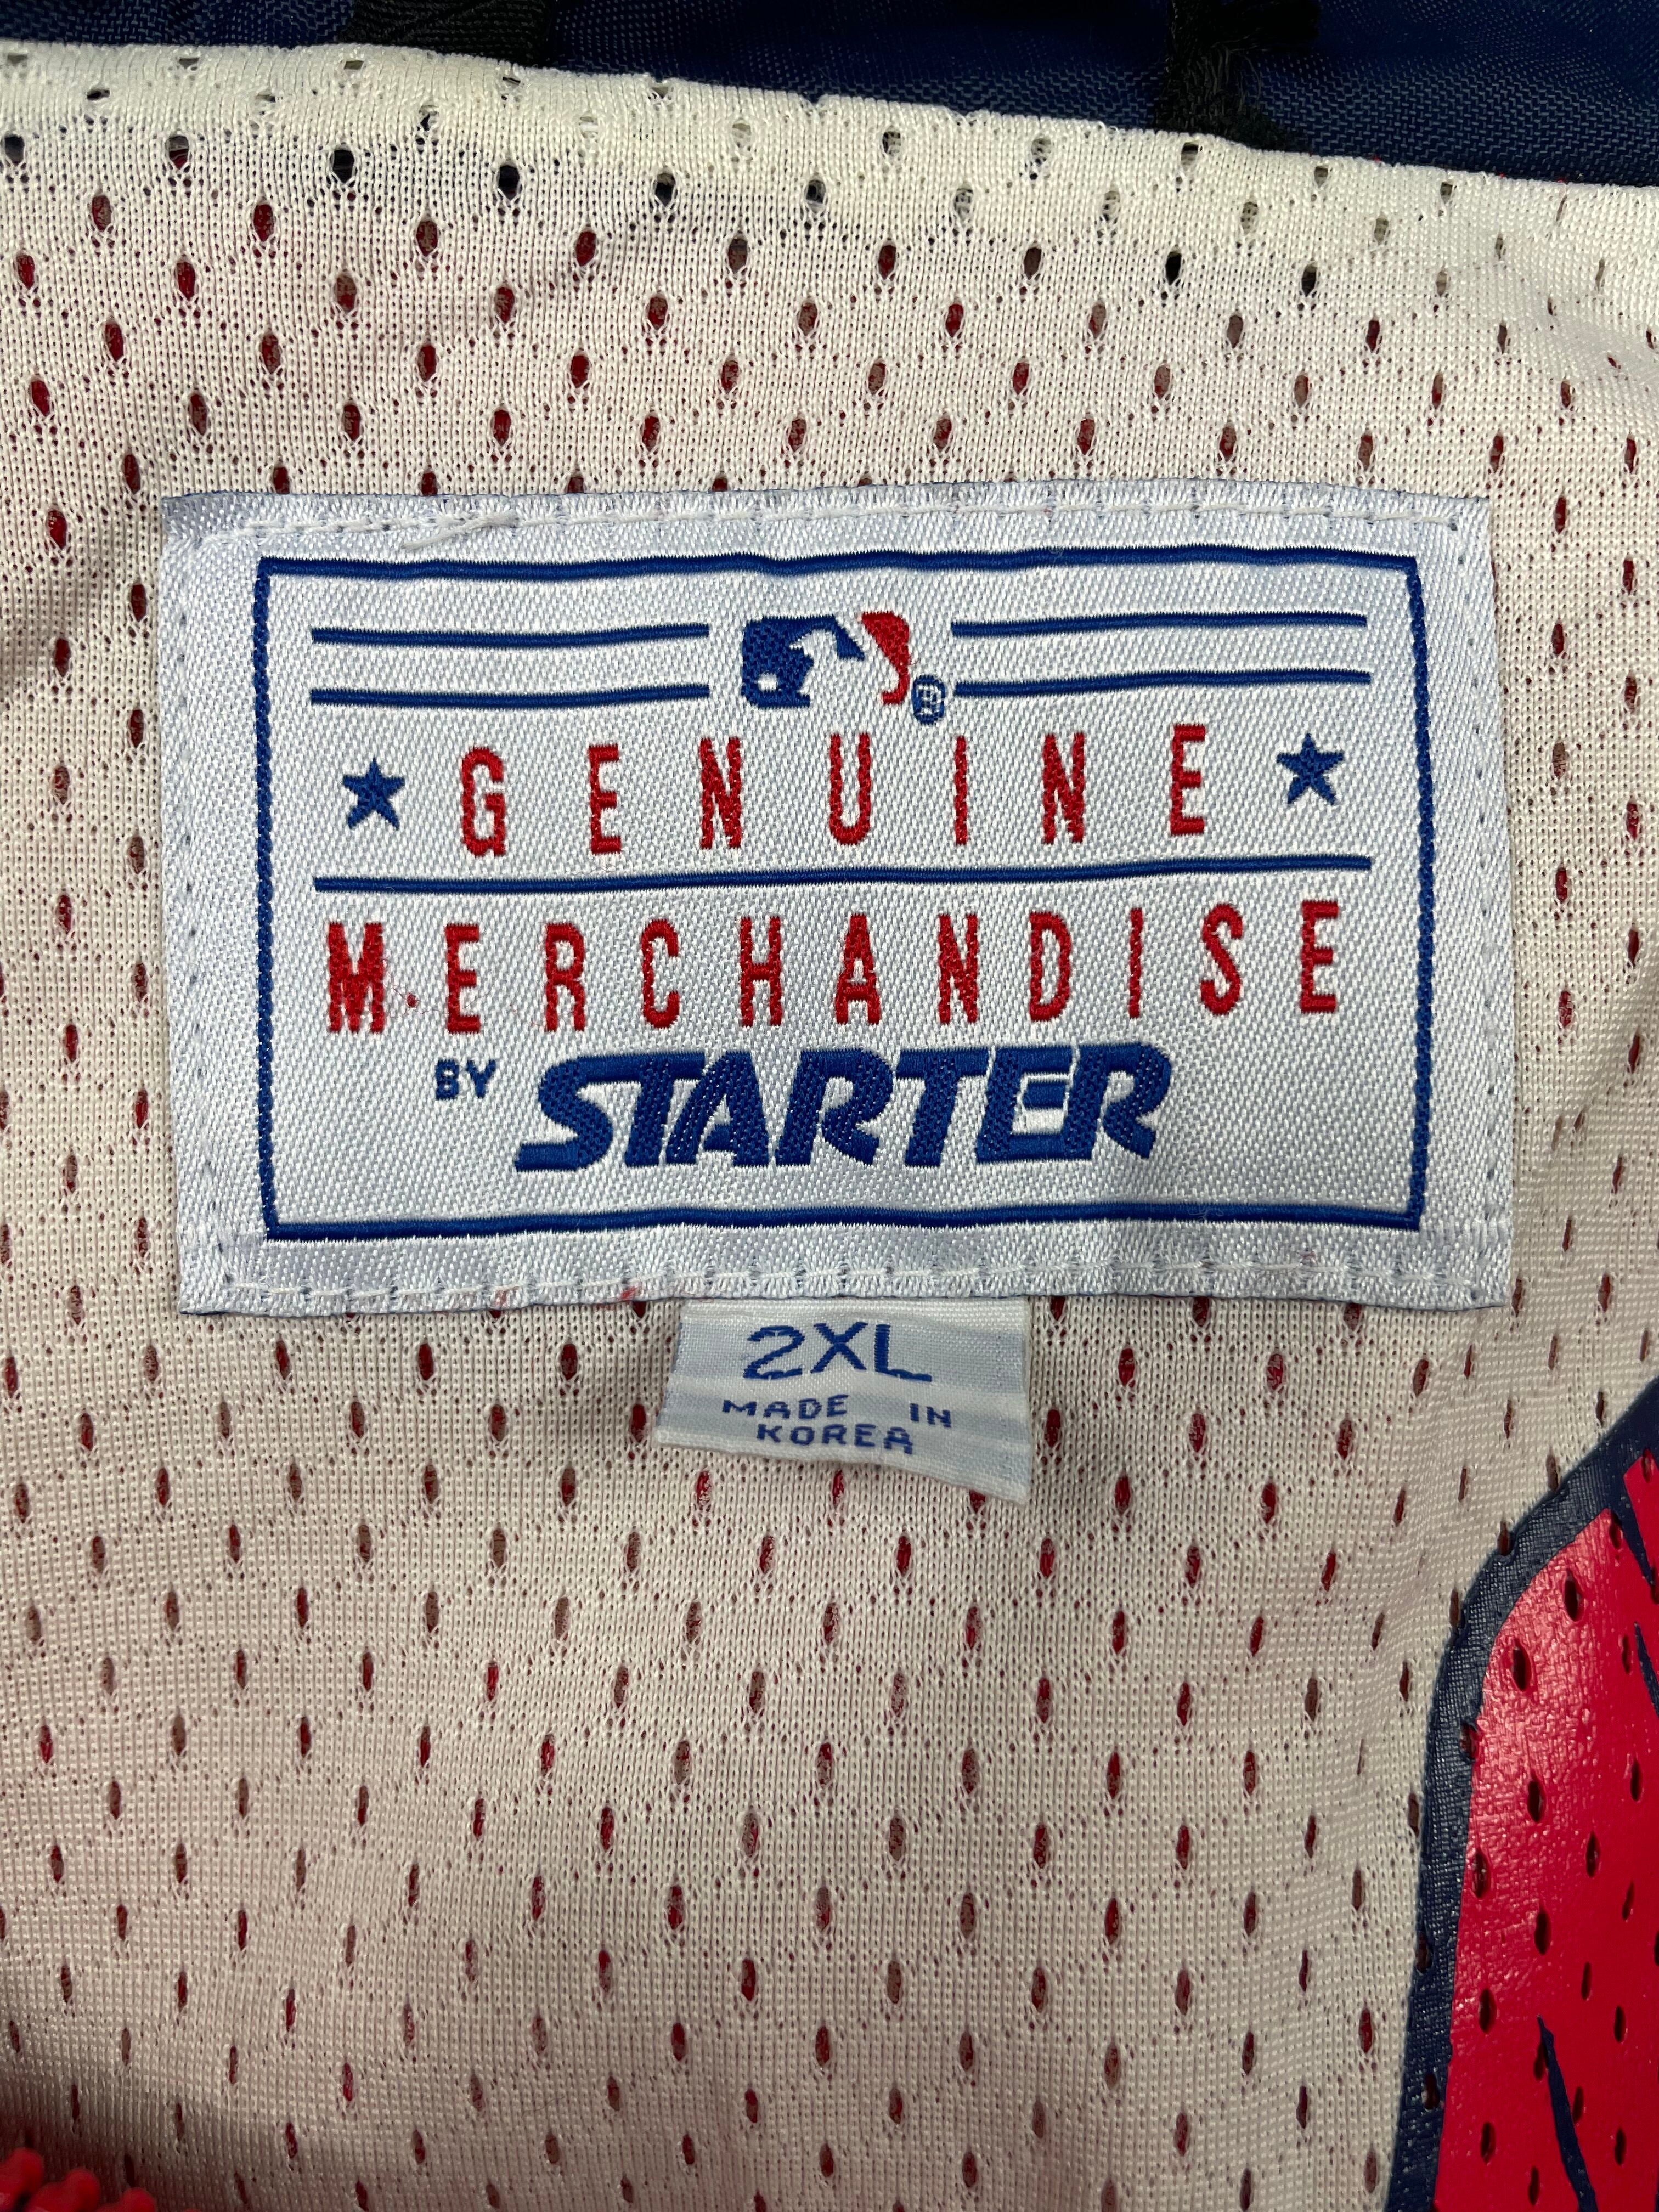 GENUINE
MERCHANDISE
BY STARTER
2XL
MADE IN
KOREA